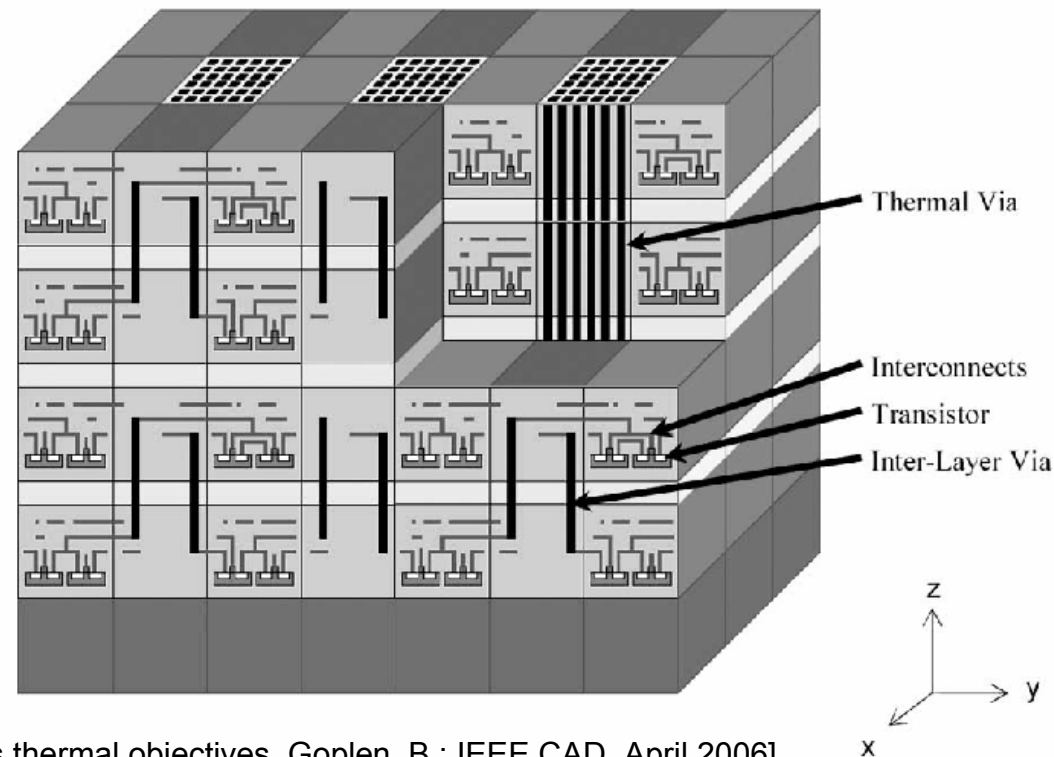 Thermal Via
Interconnects
Transistor
Inter-Layer Via
z
y
x
thermal objectives, Goplen, B.; IEEE CAD, April 2006]